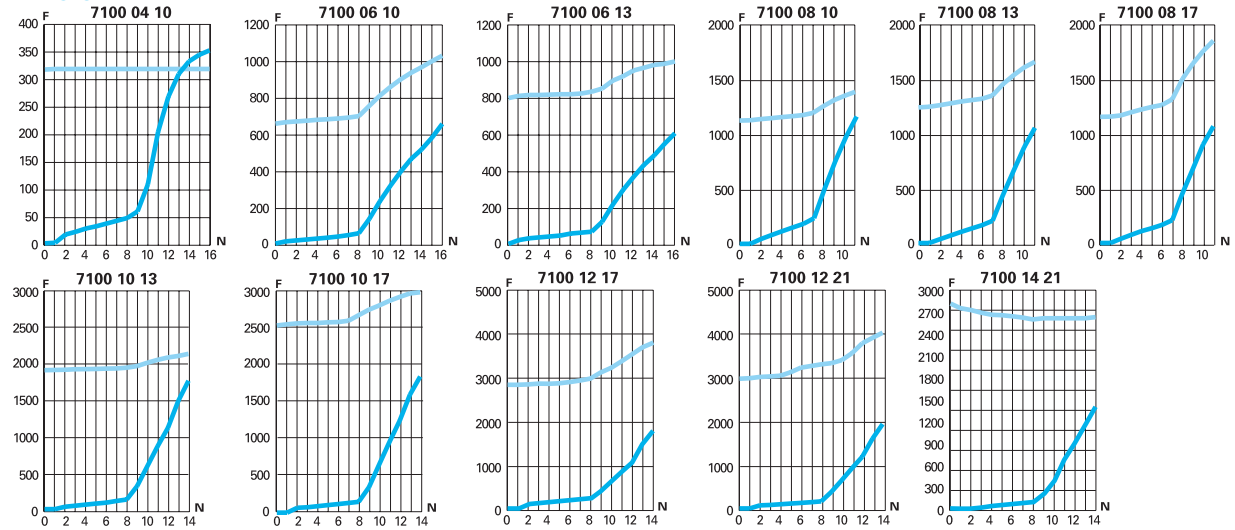 7100 04 10
F
400
350
300
250
200
150
100
50
0
0 2 4 6 8 10 12 14 16
N
7100 06 10
F
1200
1000
800
600
400
200
0
0 2 4 6 8 10 12 14 16
N
7100 06 13
F
1200
1000
800
600
400
200
0
0 2 4 6 8 10 12 14 16
N
7100 08 10
F
2000
1500
1000
500
0
0 2 4 6 8 10
N
7100 08 13
F
2000
1500
1000
500
0
0 2 4 6 8 10
N
7100 08 17
F
2000
1500
1000
500
0
0 2 4 6 8 10
N
7100 10 13
F
3000
2500
2000
1500
1000
500
0
0 2 4 6 8 10 12 14
N
7100 10 17
F
3000
2500
2000
1500
1000
500
0
0 2 4 6 8 10 12 14
N
7100 12 17
F
5000
4000
3000
2000
1000
0
0 2 4 6 8 10 12 14
N
7100 12 21
F
5000
4000
3000
2000
1000
0
0 2 4 6 8 10 12 14
N
7100 14 21
F
3000
2700
2400
2100
1800
1500
1200
900
600
300
0
0 2 4 6 8 10 12 14
N